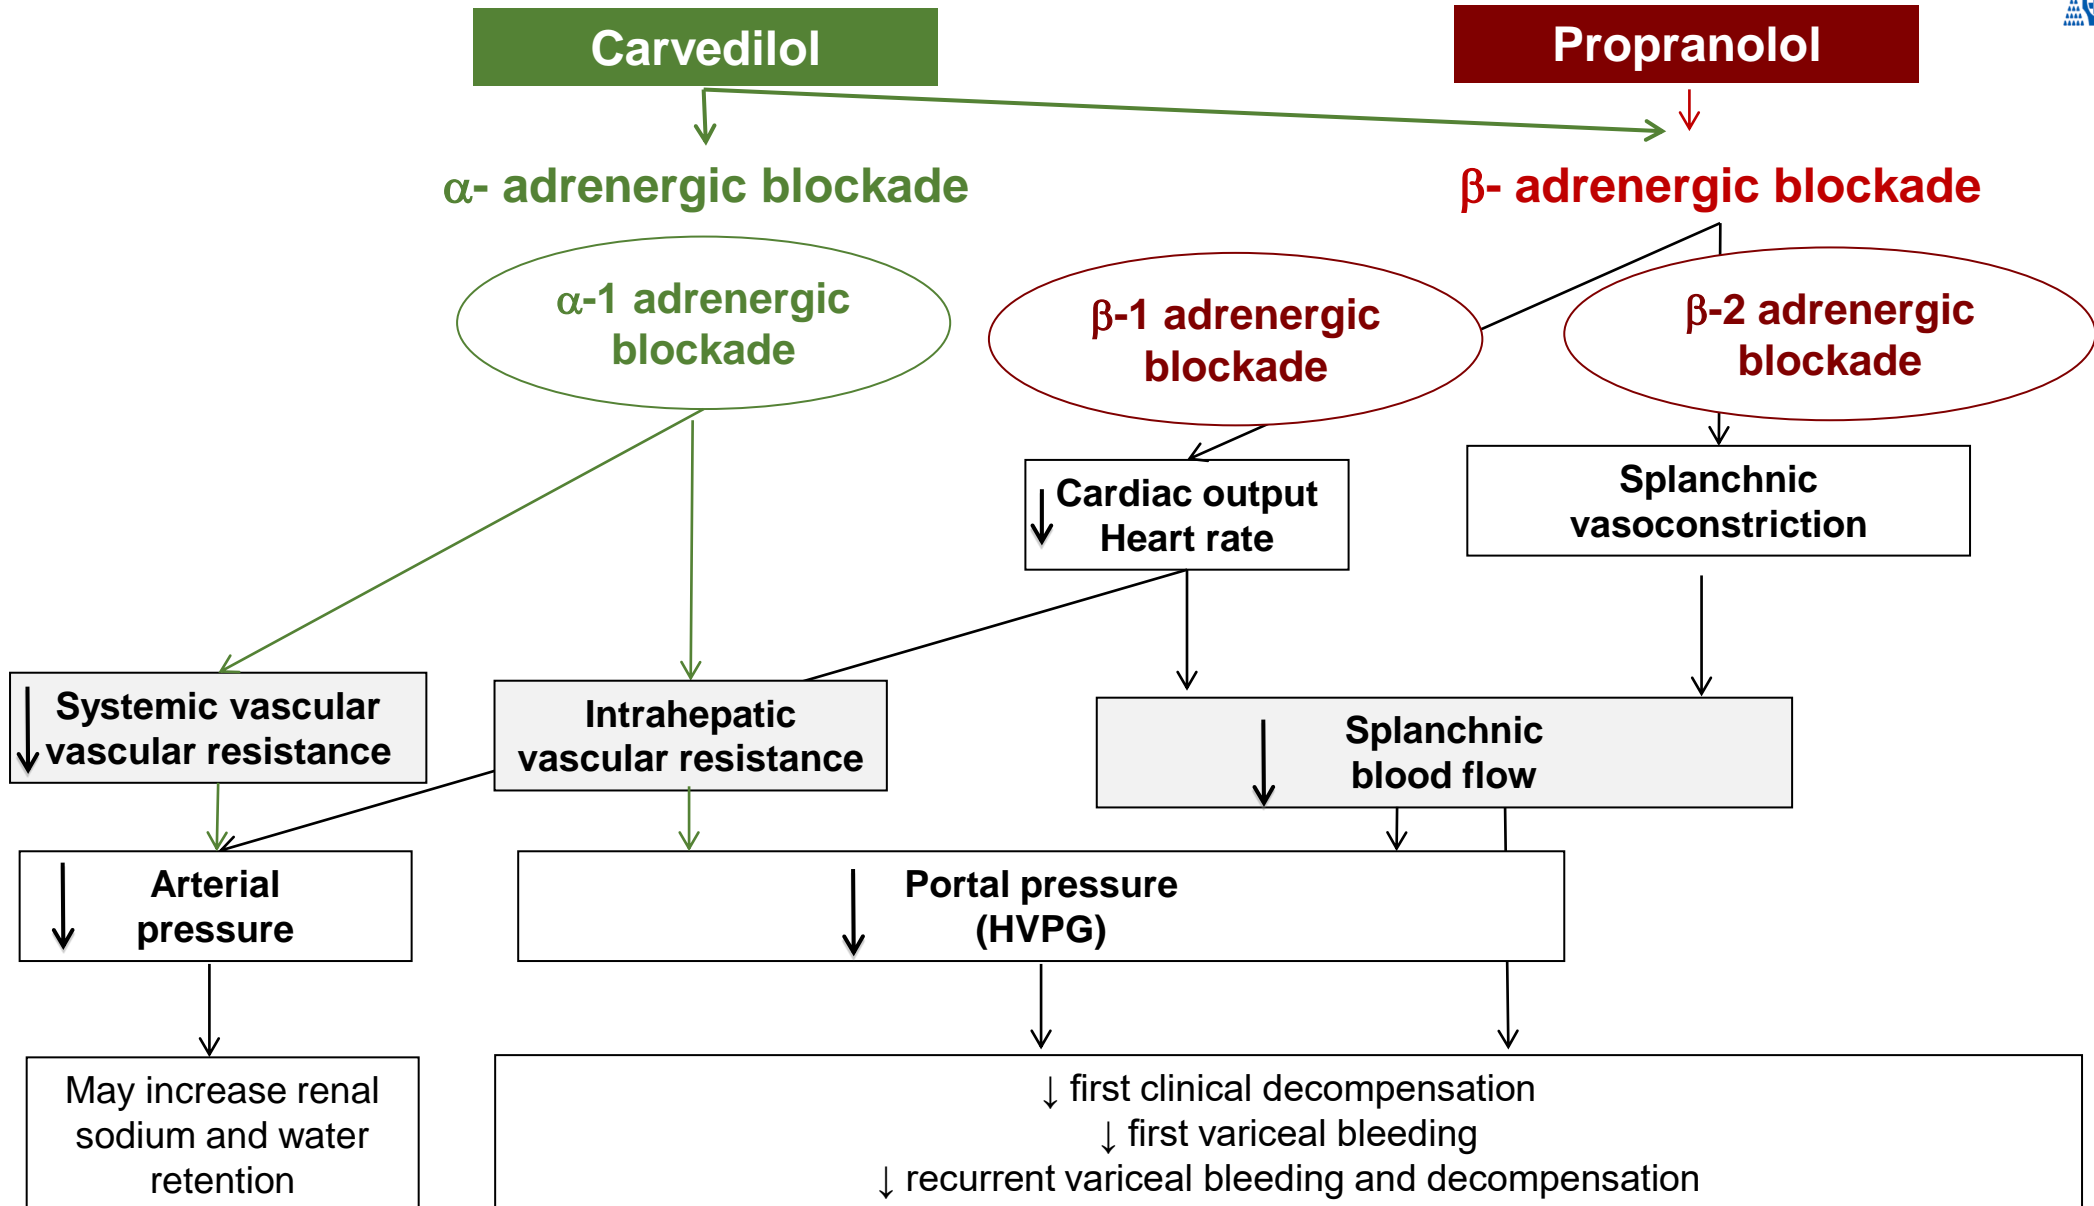 Carvedilol
Propranolol
α- adrenergic blockade
β- adrenergic blockade
α-1 adrenergic
blockade
β-1 adrenergic
blockade
β-2 adrenergic
blockade
↓ Cardiac output
Heart rate
Splanchnic
vasoconstriction
↓ Systemic vascular
vascular resistance
Intrahepatic
vascular resistance
↓ Splanchnic
blood flow
↓ Arterial
pressure
↓ Portal pressure
(HVPG)
May increase renal
sodium and water
retention
↓ first clinical decompensation
↓ first variceal bleeding
↓ recurrent variceal bleeding and decompensation